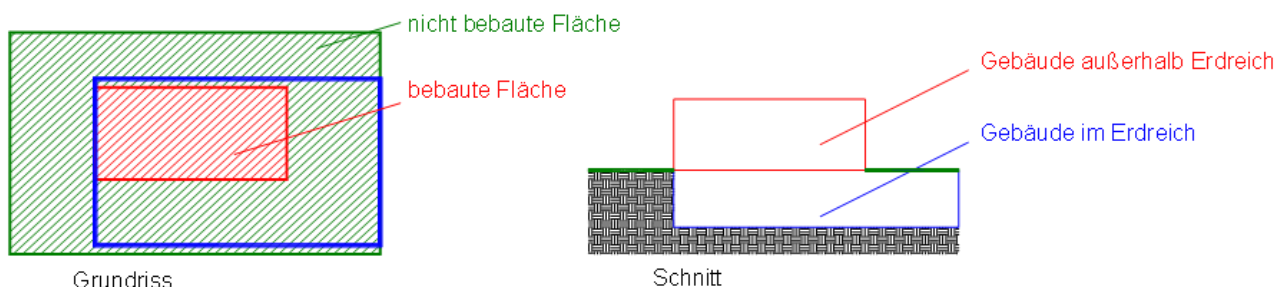 nicht bebaute Fläche
bebaute Fläche
Grundriss
Gebäude außerhalb Erdreich
Gebäude im Erdreich
Schnitt